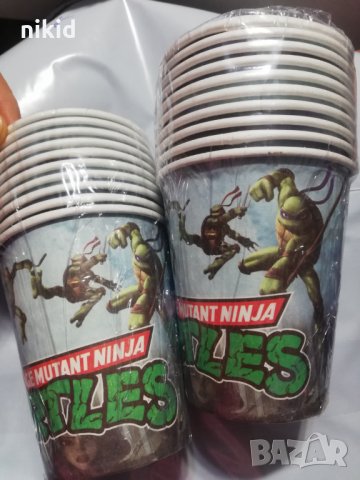 nikid
MUTANT NINJA
TLES
E MUTANT NINJA
RTLES
BAZAR